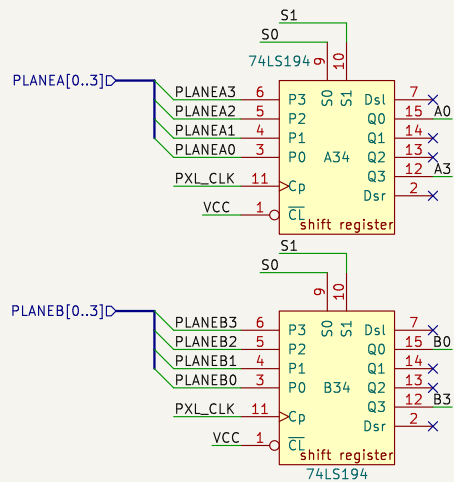 S1
S0
74LS194
9
10
PLANEA[0..3]
PLANEA3 6 P3 S0 S1 Dsl 7
PLANEA2 5 P2 Q0 15 A0
PLANEA1 4 P1 Q1 14
PLANEA0 3 P0 A34 Q2 13
Q3 12 A3
PXL_CLK 11 Cp Dsr 2
VCC 1 CL
shift register
S1
S0
9
10
PLANEB[0..3]
PLANEB3 6 P3 S0 S1 Dsl 7
PLANEB2 5 P2 Q0 15 B0
PLANEB1 4 P1 Q1 14
PLANEB0 3 P0 B34 Q2 13
Q3 12 B3
PXL_CLK 11 Cp Dsr 2
VCC 1 CL
shift register
74LS194